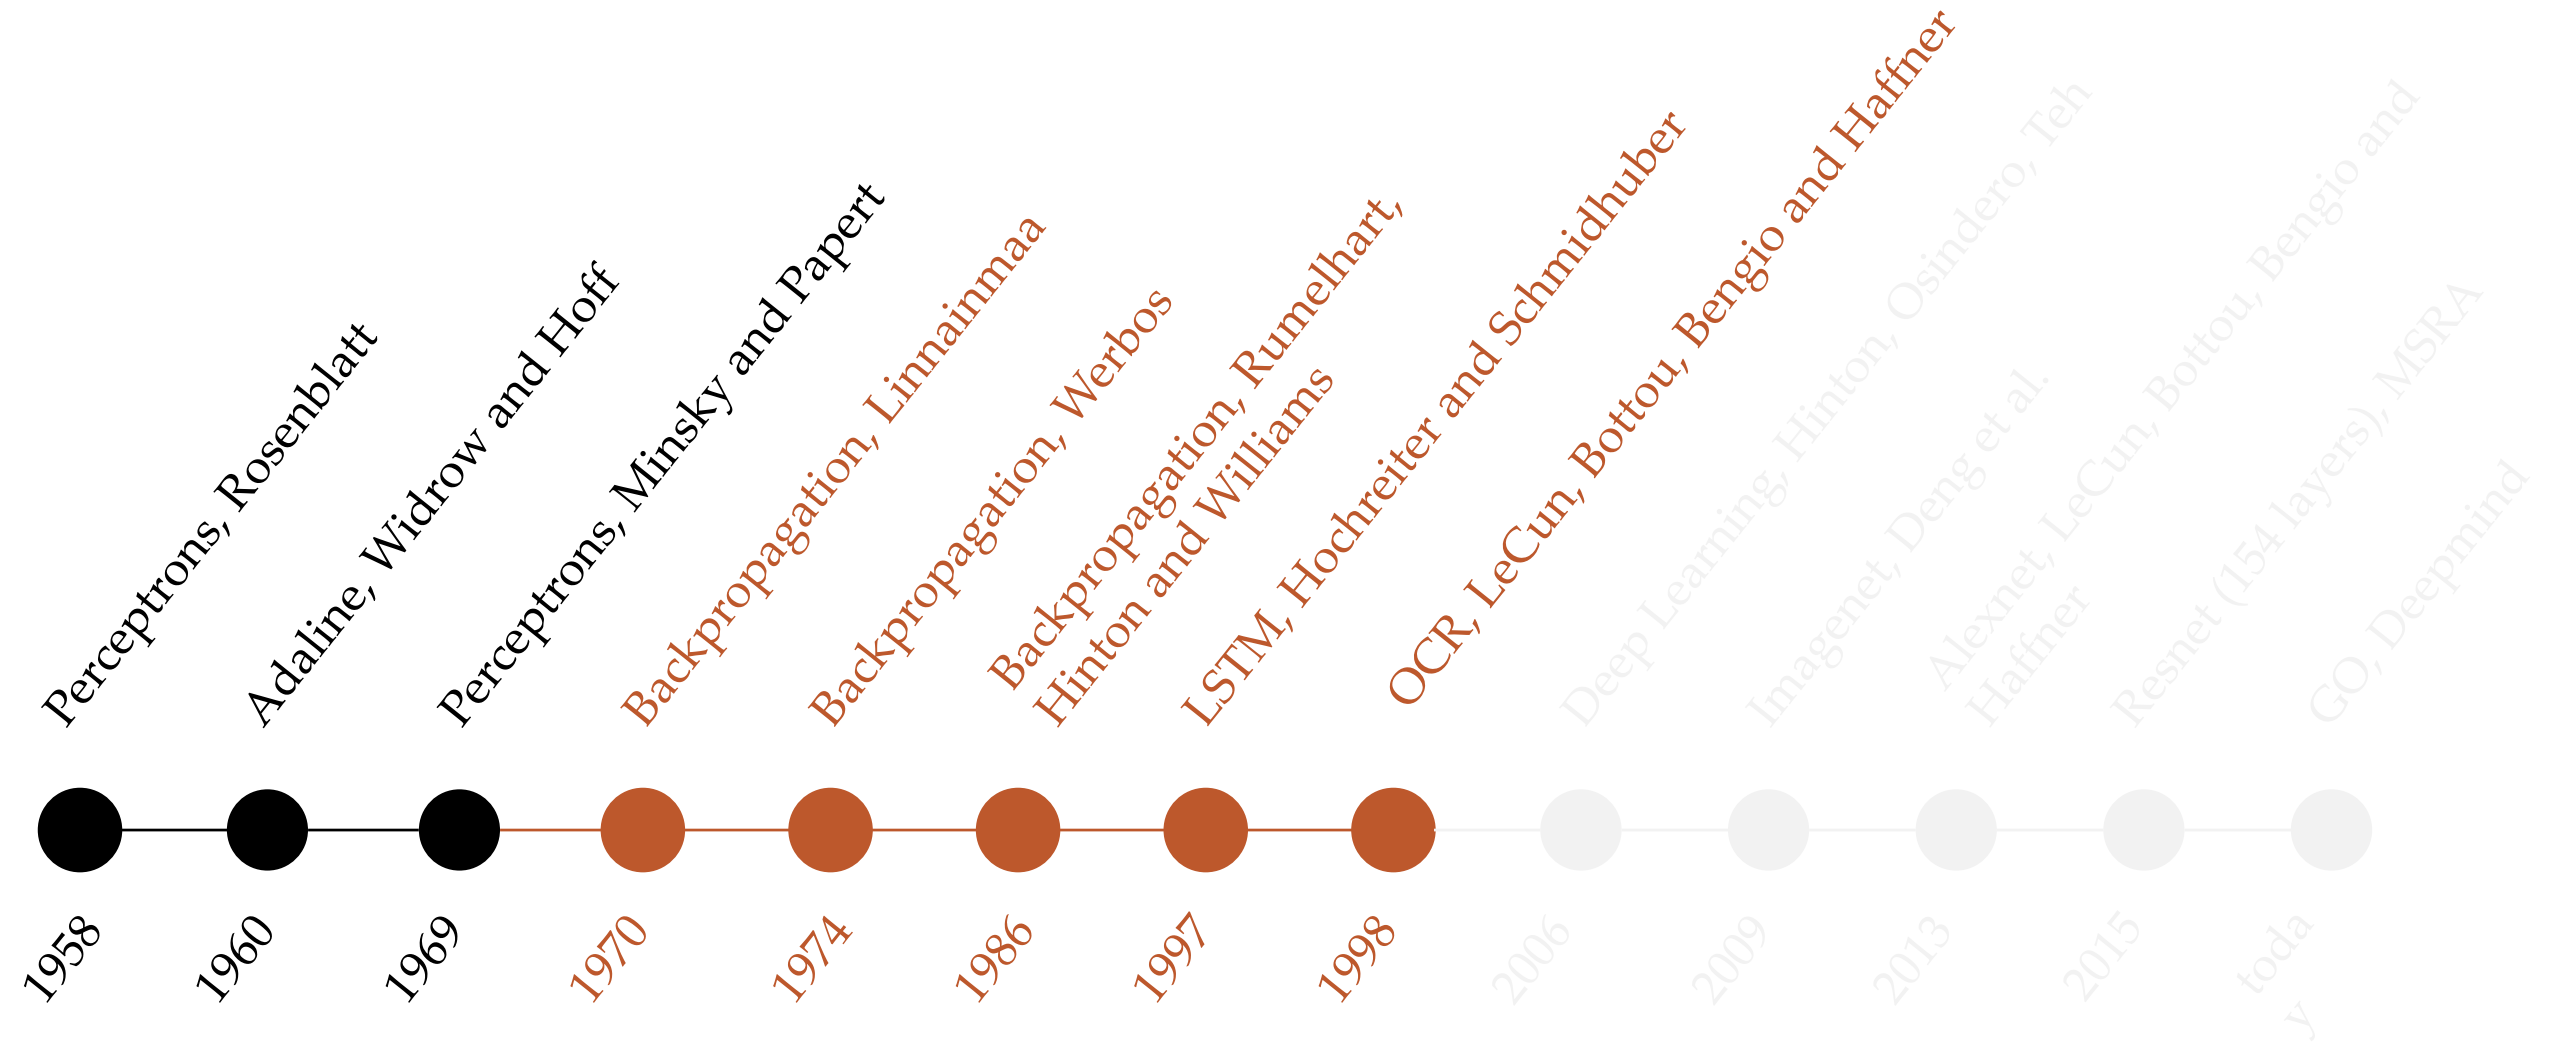 Perceptrons, Rosenblatt
Adaline, Widrow and Hoff
Perceptrons, Minsky and Papert
Backpropagation, Linnainmaa
Backpropagation, Werbos
Backpropagation, Rumelhart,
Hinton and Williams
LSTM, Hochreiter and Schmidhuber
OCR, LeCun, Bottou, Bengio and Haffner
Deep Learning, Hinton, Osindero, Teh
Imagenet, Deng et al.
Alexnet, LeCun, Bottou, Bengio and
Haffner
Resnet (154 layers), MSRA
GO, Deepmind
1958
1960
1969
1970
1974
1986
1997
1998
2006
2009
2013
2015
toda
y